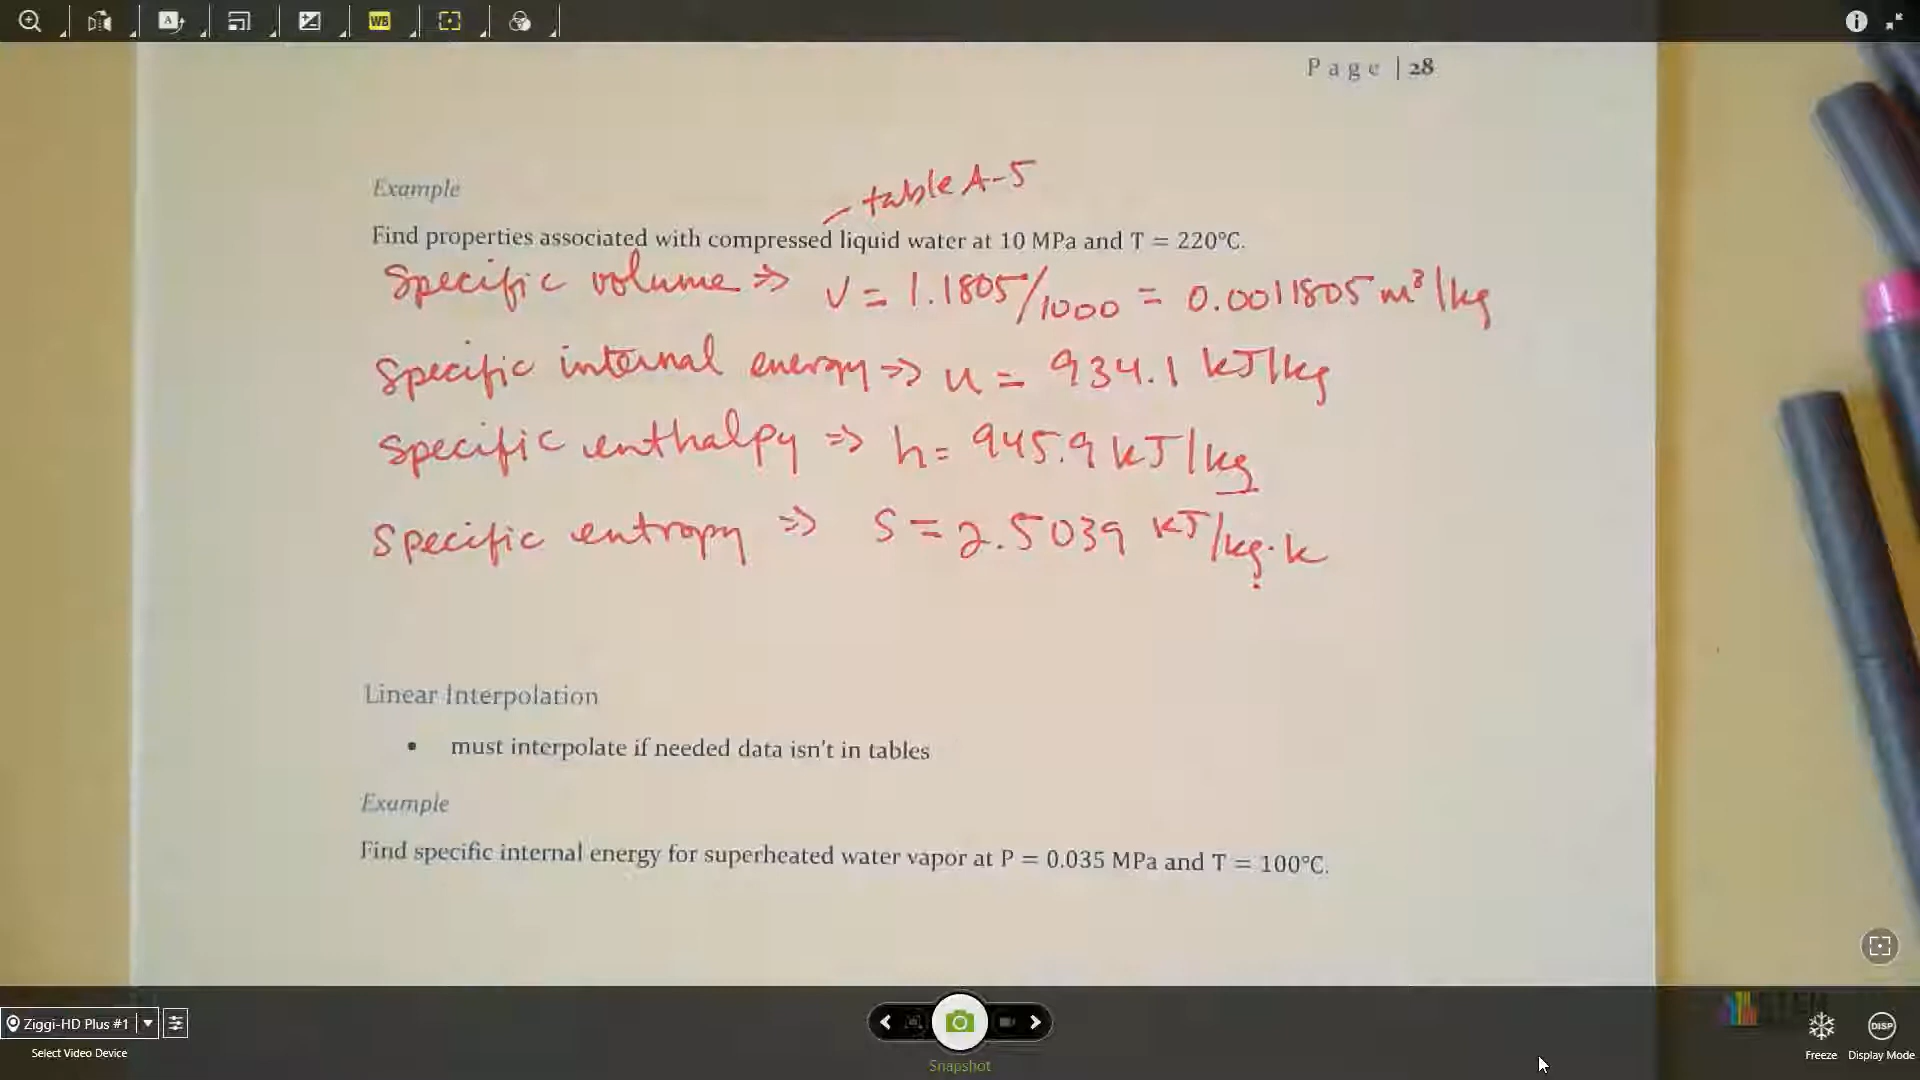 WB
Page | 28
table A-5
Example
Find properties associated with compressed liquid water at 10 MPa and T = 220°C.
Specific volume ⇒ v = 1.1805/1000 = 0.0011805 m³/kg
Specific internal energy ⇒ u = 934.1 kJ/kg
Specific enthalpy ⇒ h = 945.9 kJ/kg
Specific entropy ⇒ s = 2.5039 kJ/kg·k
Linear Interpolation
• must interpolate if needed data isn't in tables
Example
Find specific internal energy for superheated water vapor at P = 0.035 MPa and T = 100°C.
Ziggi-HD Plus #1
Select Video Device
Snapshot
STEM
Freeze
DISP
Display Mode